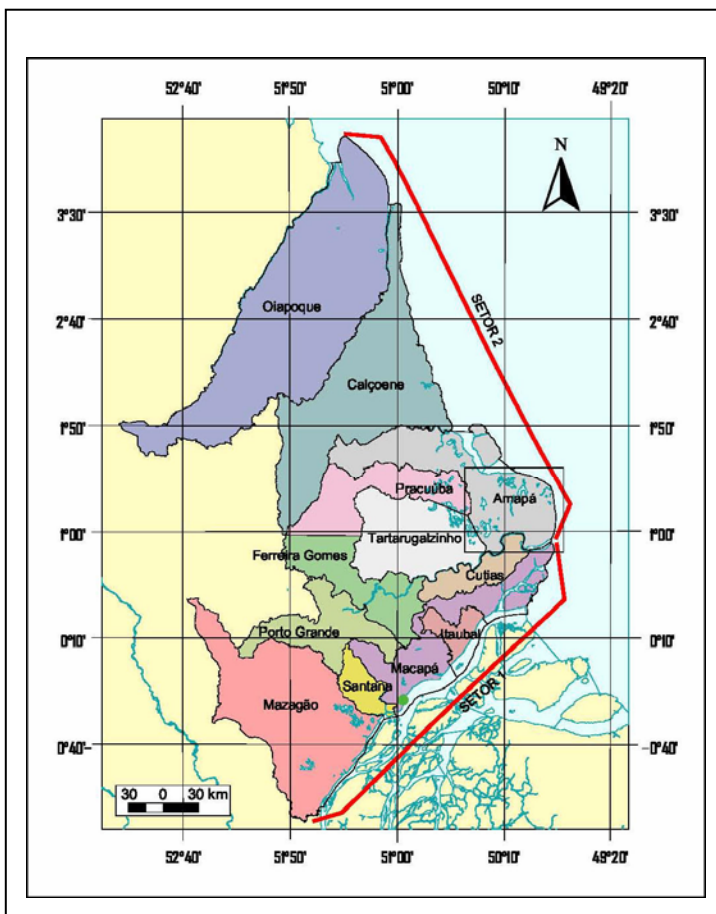 52°40' 51°50' 51°00' 50°10' 49°20'
N
3°30' 3°30'
SETOR 2
Oiapoque
2°40' 2°40'
Calçoene
1°50' 1°50'
Pracuúba
Amapá
1°00' 1°00'
Tartarugalzinho
Ferreira Gomes
Cutias
0°10' 0°10'
Porto Grande
Itaubal
Macapá
Santana
Mazagão
SETOR 1
0°40' 0°40'
30 0 30 km
52°40' 51°50' 51°00' 50°10' 49°20'